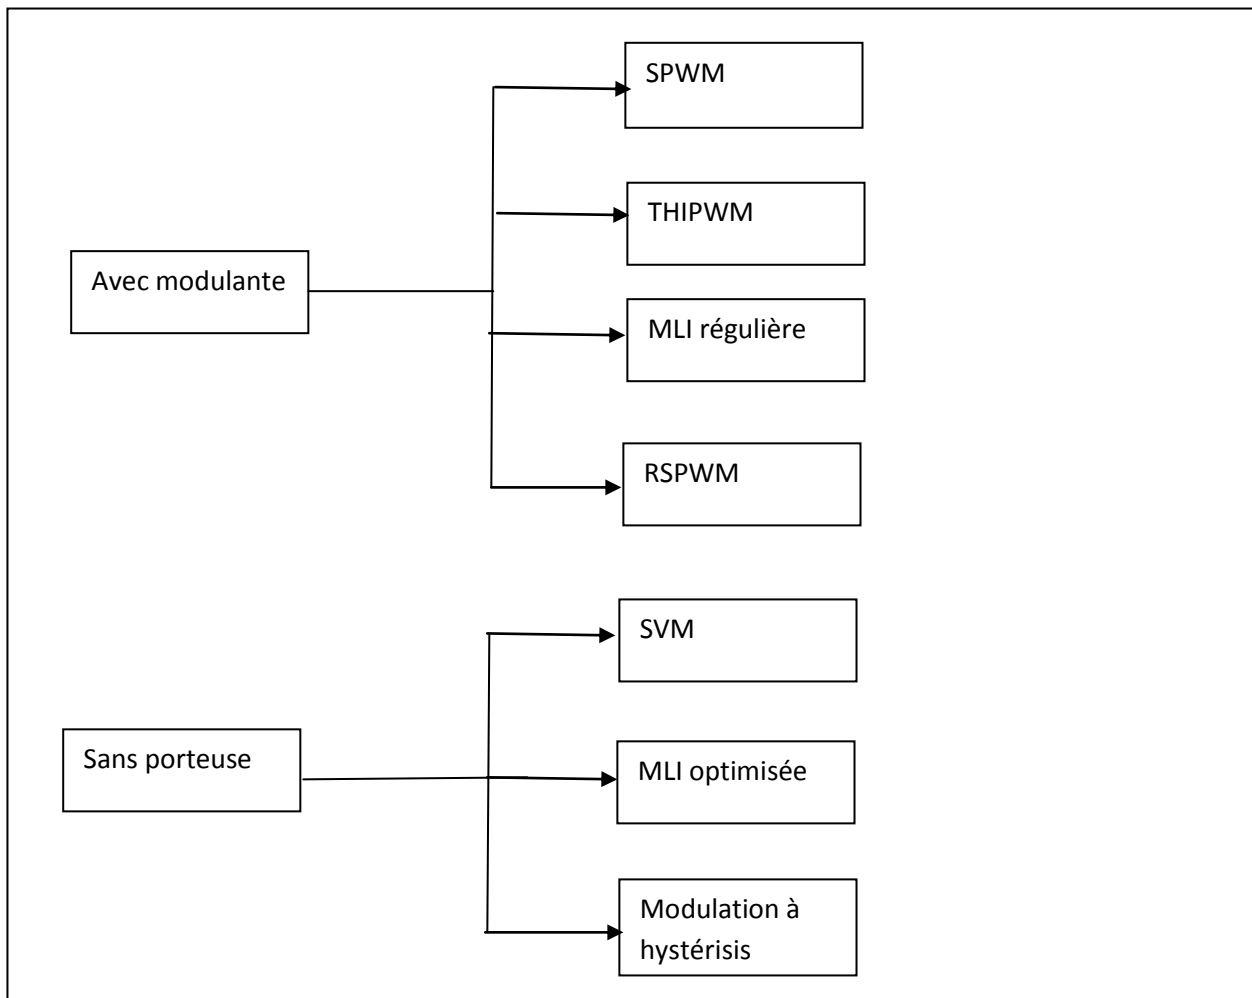 SPWM
THIPWM
Avec modulante
MLI régulière
RSPWM
SVM
Sans porteuse
MLI optimisée
Modulation à
hystérisis